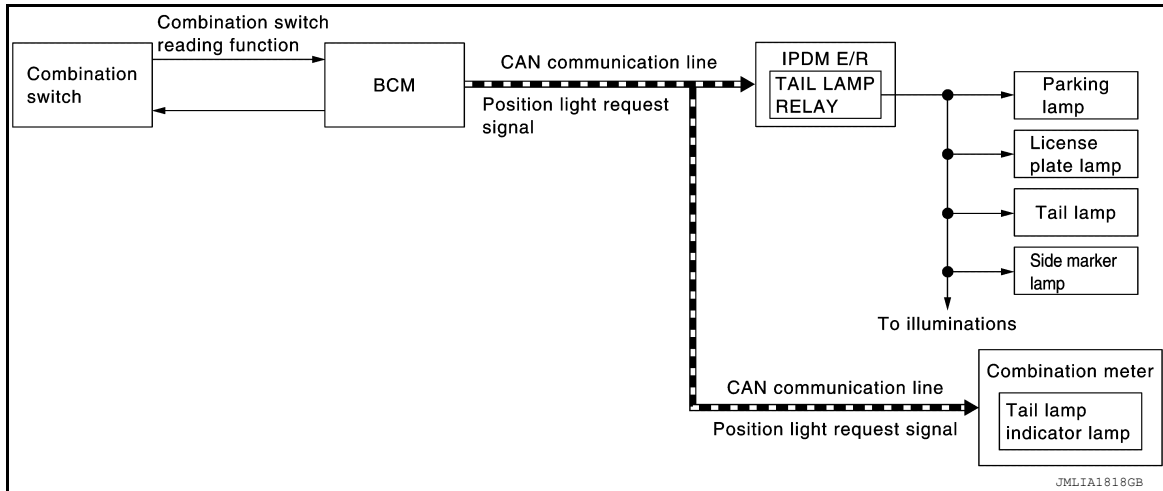 Combination switch
reading function
Combination
switch
BCM
CAN communication line
Position light request
signal
IPDM E/R
TAIL LAMP
RELAY
Parking
lamp
License
plate lamp
Tail lamp
Side marker
lamp
To illuminations
CAN communication line
Position light request signal
Combination meter
Tail lamp
indicator lamp
JMLIA1818GB